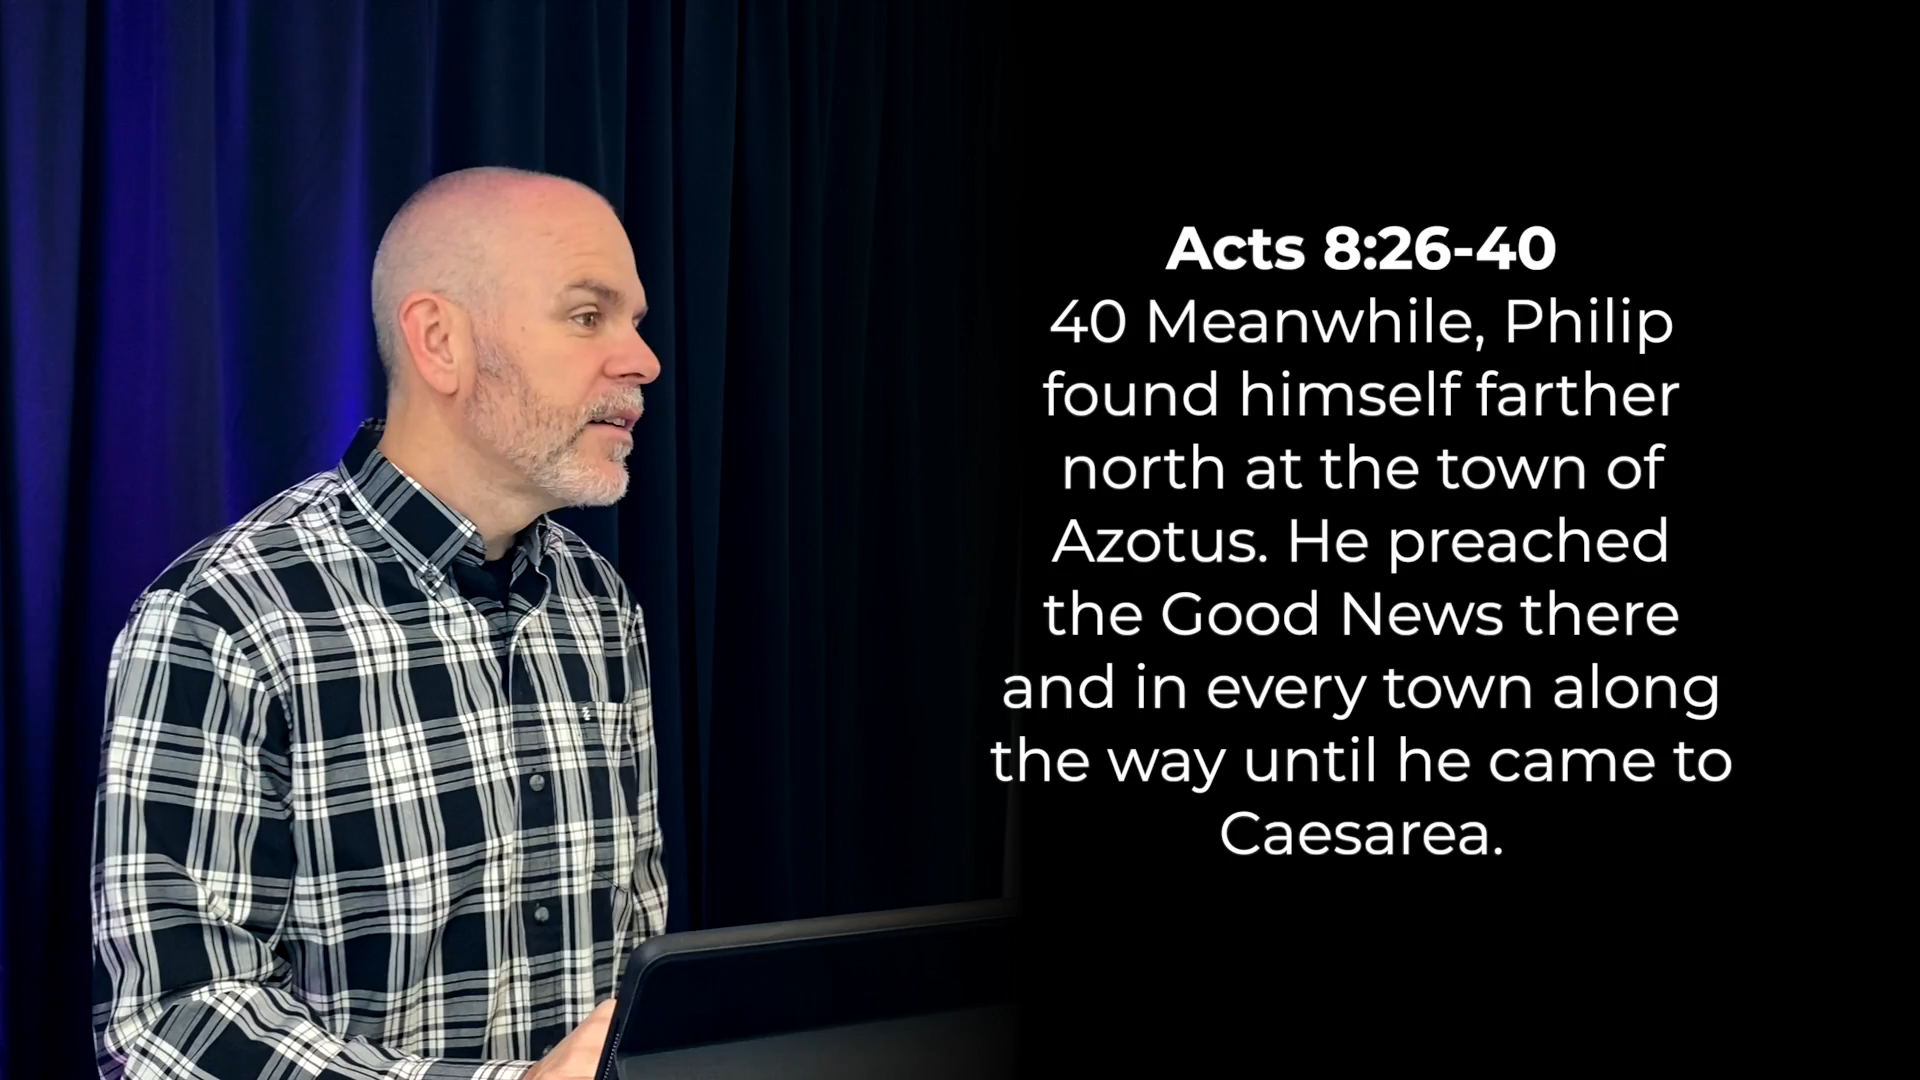 Acts 8:26-40
40 Meanwhile, Philip
found himself farther
north at the town of
Azotus. He preached
the Good News there
and in every town along
the way until he came to
Caesarea.